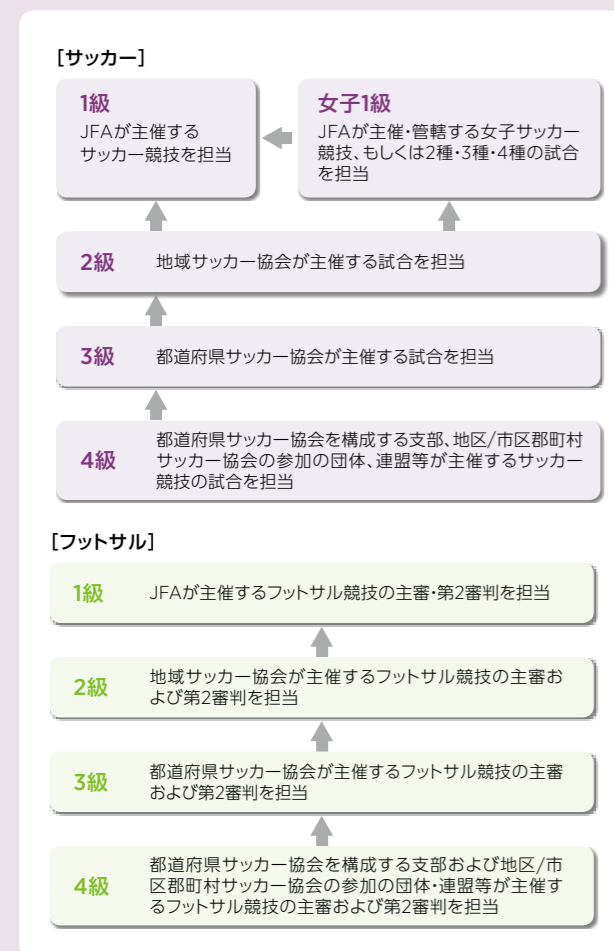 [サッカー]
1級
JFAが主催する
サッカー競技を担当
女子1級
JFAが主催・管轄する女子サッカー
競技、もしくは2種・3種・4種の試合
を担当
2級 地域サッカー協会が主催する試合を担当
3級 都道府県サッカー協会が主催する試合を担当
4級
都道府県サッカー協会を構成する支部、地区/市区郡町村
サッカー協会の参加の団体、連盟等が主催するサッカー
競技の試合を担当
[フットサル]
1級 JFAが主催するフットサル競技の主審・第2審判を担当
2級
地域サッカー協会が主催するフットサル競技の主審お
よび第2審判を担当
3級
都道府県サッカー協会が主催するフットサル競技の主審
および第2審判を担当
4級
都道府県サッカー協会を構成する支部および地区/市
区郡町村サッカー協会の参加の団体・連盟等が主催す
るフットサル競技の主審および第2審判を担当